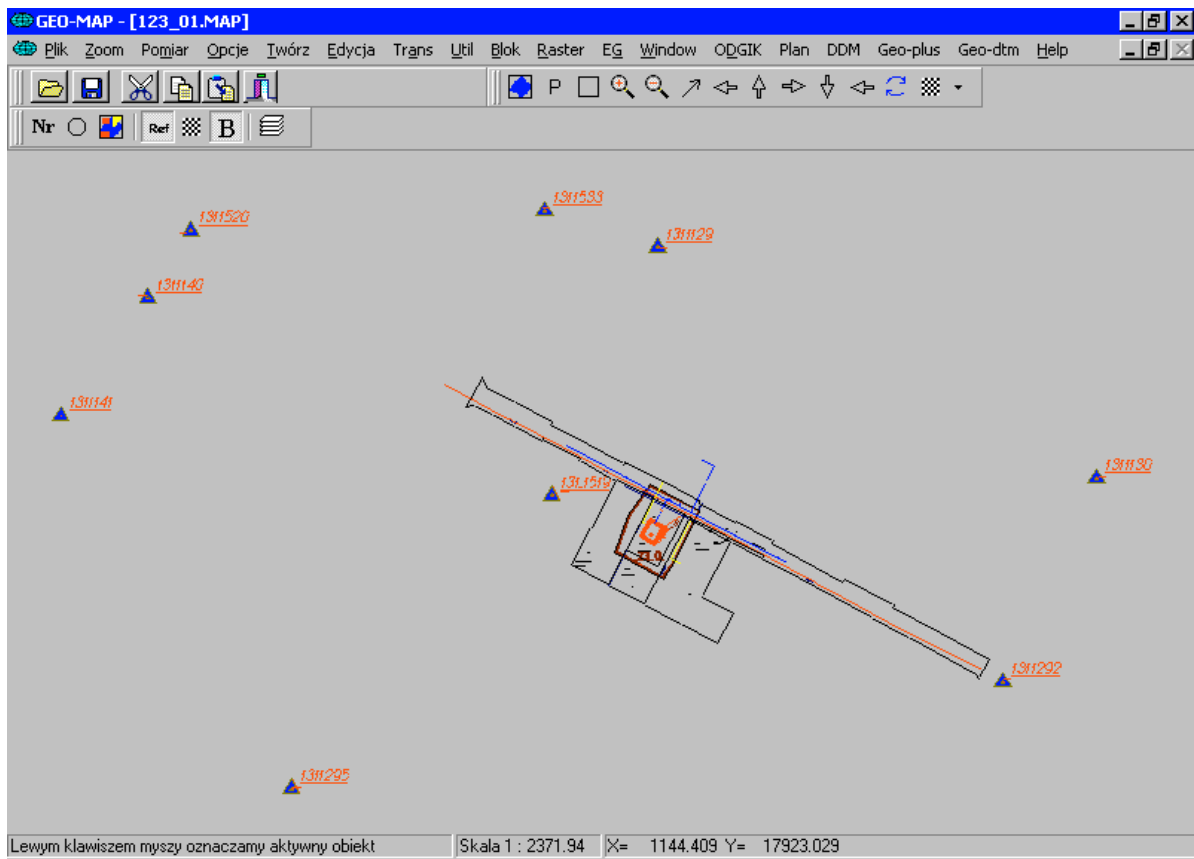 GEO-MAP - [123_01.MAP]
Plik Zoom Pomiar Opcje Twórz Edycja Trans Util Blok Raster EG Window ODGIK Plan DDM Geo-plus Geo-dtm Help
P
Nr Ref B
1311533
1311520
1311129
1311140
1311141
1311130
1311519
1311292
1311295
Lewym klawiszem myszy oznaczamy aktywny obiekt Skala 1 : 2371.94 X= 1144.409 Y= 17923.029